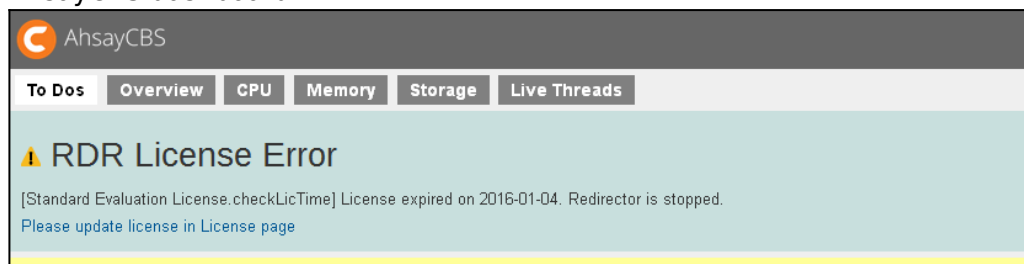 AhsayCBS
To Dos Overview CPU Memory Storage Live Threads
RDR License Error
[Standard Evaluation License.checkLicTime] License expired on 2016-01-04. Redirector is stopped.
Please update license in License page